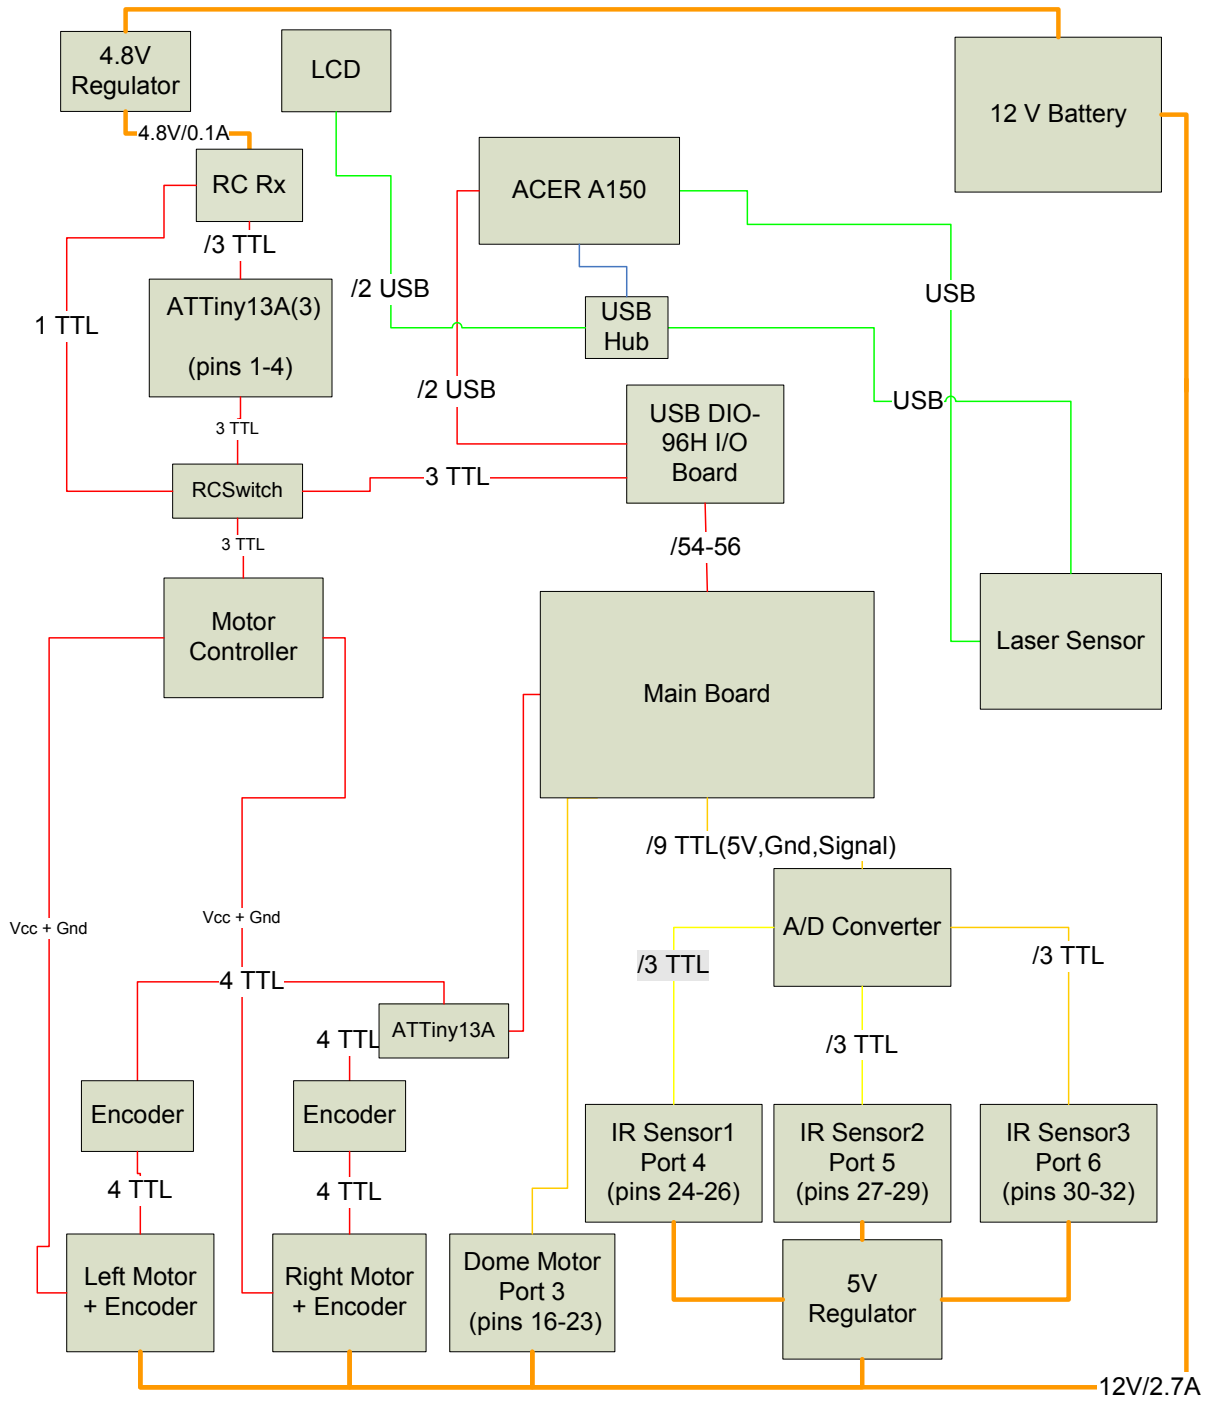 4.8V
Regulator
LCD
12 V Battery
4.8V/0.1A
RC Rx
ACER A150
/3 TTL
/2 USB
USB
ATTiny13A(3)
(pins 1-4)
1 TTL
USB
Hub
/2 USB
USB
USB DIO-
96H I/O
Board
3 TTL
RCSwitch
3 TTL
3 TTL
/54-56
Motor
Controller
Main Board
Laser Sensor
/9 TTL(5V,Gnd,Signal)
Vcc + Gnd
Vcc + Gnd
A/D Converter
/3 TTL
/3 TTL
4 TTL
ATTiny13A
4 TTL
/3 TTL
Encoder
Encoder
IR Sensor1
Port 4
(pins 24-26)
IR Sensor2
Port 5
(pins 27-29)
IR Sensor3
Port 6
(pins 30-32)
4 TTL
4 TTL
Left Motor
+ Encoder
Right Motor
+ Encoder
Dome Motor
Port 3
(pins 16-23)
5V
Regulator
12V/2.7A